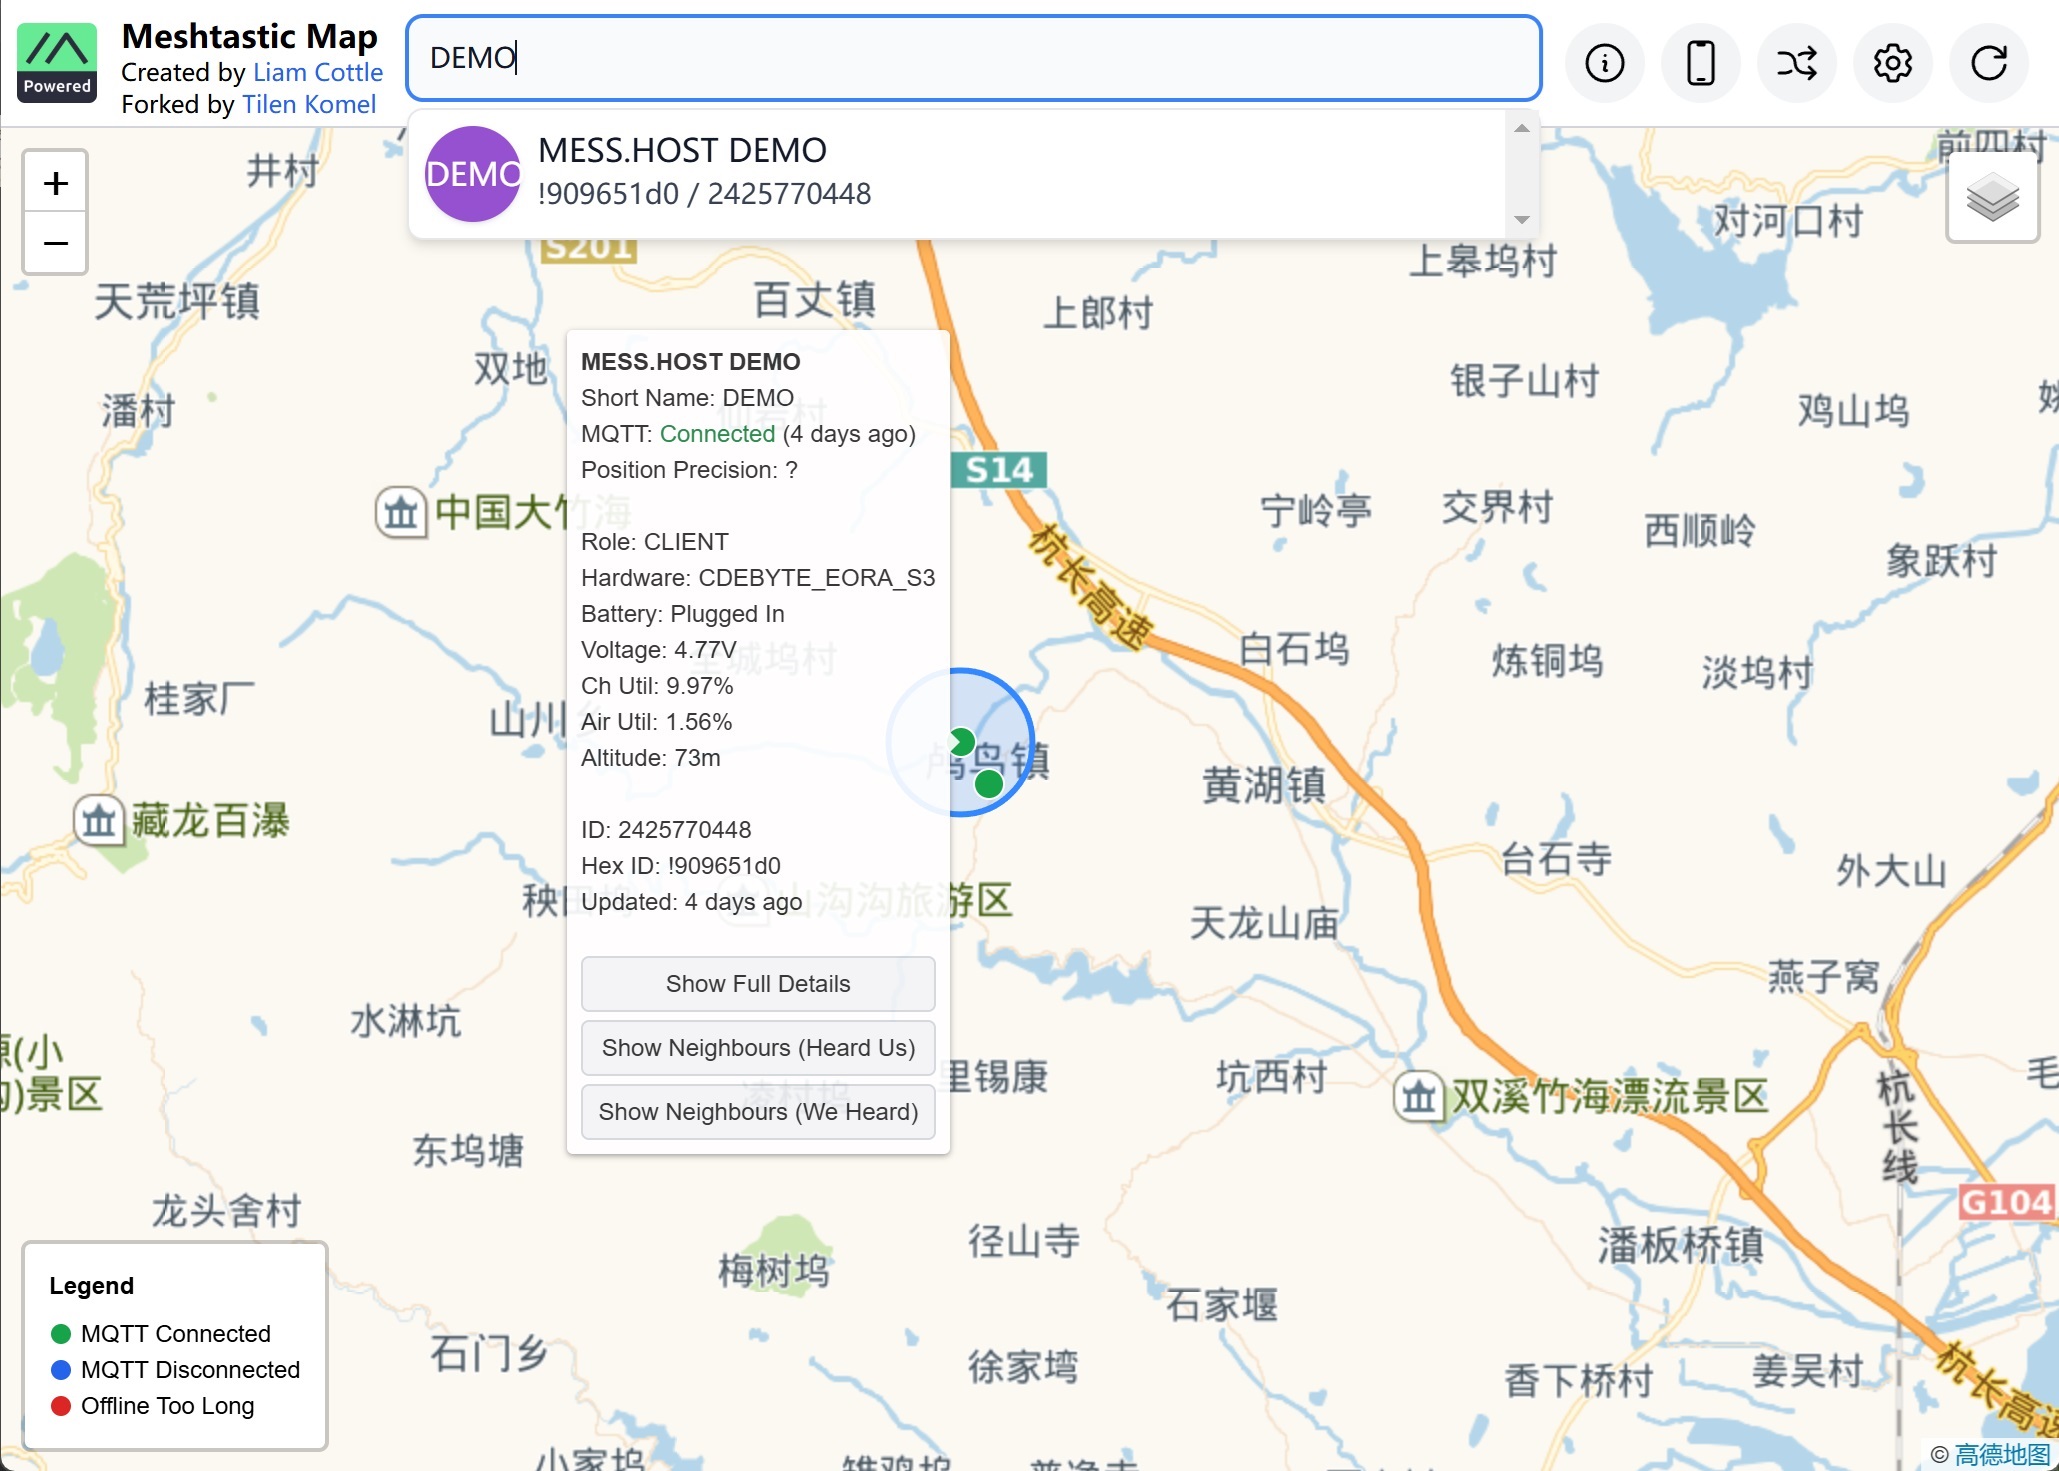 Powered
Meshtastic Map
Created by Liam Cottle
Forked by Tilen Komel
DEMO
DEMO
MESS.HOST DEMO
!909651d0 / 2425770448
+
−
井村
前四村
对河口村
上皋坞村
S201
天荒坪镇
百丈镇
上郎村
双地
银子山村
鸡山坞
潘村
MESS.HOST DEMO
Short Name: DEMO
MQTT: Connected (4 days ago)
Position Precision: ?
Role: CLIENT
Hardware: CDEBYTE_EORA_S3
Battery: Plugged In
Voltage: 4.77V
Ch Util: 9.97%
Air Util: 1.56%
Altitude: 73m
ID: 2425770448
Hex ID: !909651d0
Updated: 4 days ago
Show Full Details
Show Neighbours (Heard Us)
Show Neighbours (We Heard)
S14
中国大竹海
宁岭亭
交界村
西顺岭
象跃村
杭长高速
白石坞
炼铜坞
淡坞村
桂家厂
山川乡
鸬鸟镇
黄湖镇
藏龙百瀑
台石寺
外大山
秧田坞
山沟沟旅游区
天龙山庙
燕子窝
水淋坑
里锡康
坑西村
双溪竹海漂流景区
毛
杭长线
景区
东坞塘
龙头舍村
G104
径山寺
潘板桥镇
梅树坞
石家堰
石门乡
徐家塆
香下桥村
姜吴村
杭长高速
小家坞
Legend
MQTT Connected
MQTT Disconnected
Offline Too Long
© 高德地图